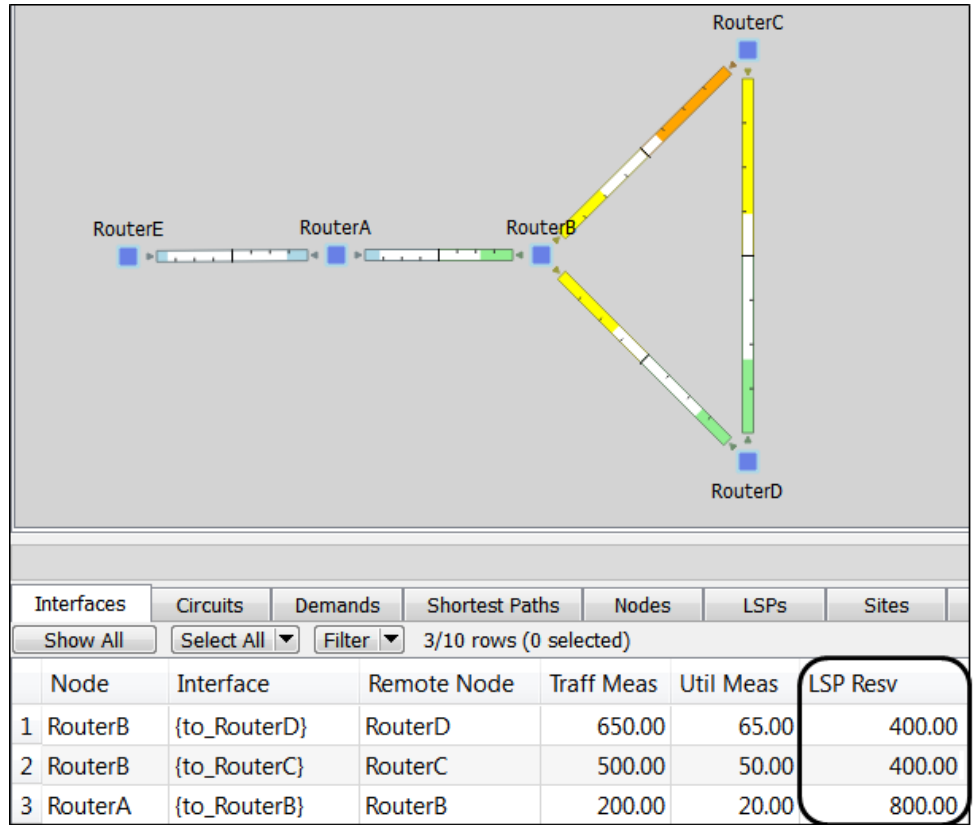 RouterC
RouterE RouterA RouterB
RouterD
Interfaces Circuits Demands Shortest Paths Nodes LSPs Sites
Show All Select All Filter 3/10 rows (0 selected)
Node Interface Remote Node Traff Meas Util Meas LSP Resv
1 RouterB {to_RouterD} RouterD 650.00 65.00 400.00
2 RouterB {to_RouterC} RouterC 500.00 50.00 400.00
3 RouterA {to_RouterB} RouterB 200.00 20.00 800.00